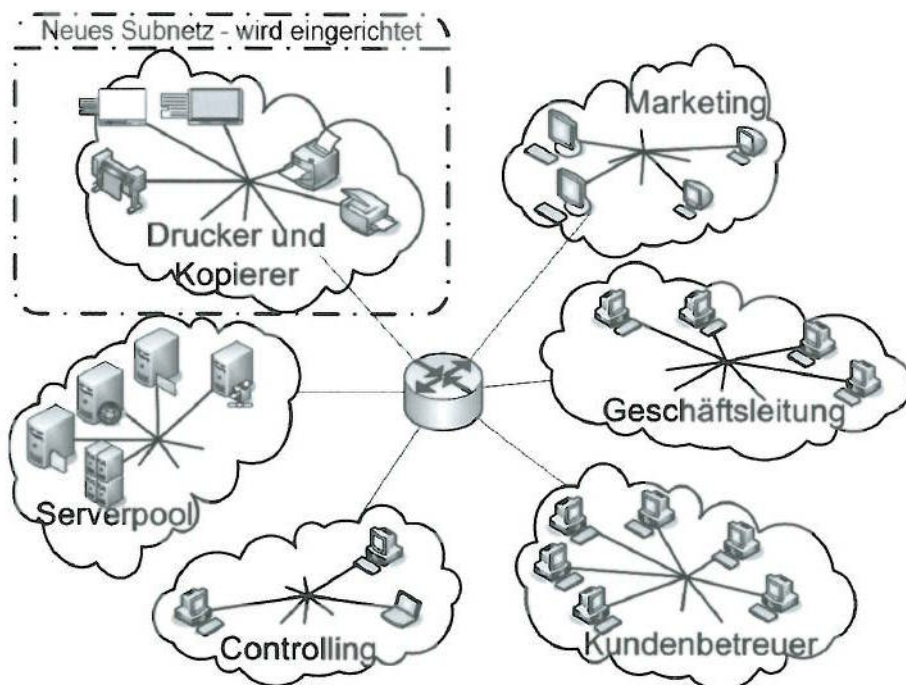 Neues Subnetz - wird eingerichtet
Marketing
Drucker und
Kopierer
Geschäftsleitung
Serverpool
Controlling
Kundenbetreuer